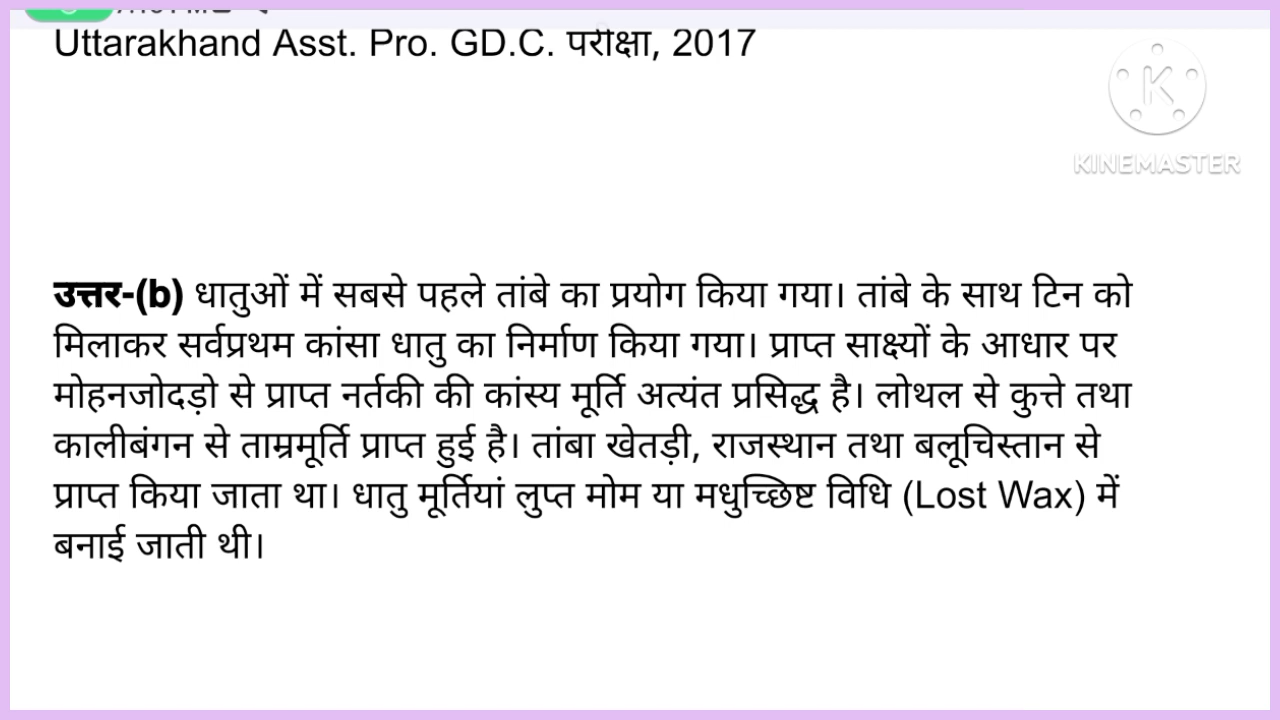 Uttarakhand Asst. Pro. GD.C. परीक्षा, 2017
K
KINEMASTER
उत्तर-(b) धातुओं में सबसे पहले तांबे का प्रयोग किया गया। तांबे के साथ टिन को
मिलाकर सर्वप्रथम कांसा धातु का निर्माण किया गया। प्राप्त साक्ष्यों के आधार पर
मोहनजोदड़ो से प्राप्त नर्तकी की कांस्य मूर्ति अत्यंत प्रसिद्ध है। लोथल से कुत्ते तथा
कालीबंगन से ताम्रमूर्ति प्राप्त हुई है। तांबा खेतड़ी, राजस्थान तथा बलूचिस्तान से
प्राप्त किया जाता था। धातु मूर्तियां लुप्त मोम या मधुच्छिष्ट विधि (Lost Wax) में
बनाई जाती थी।